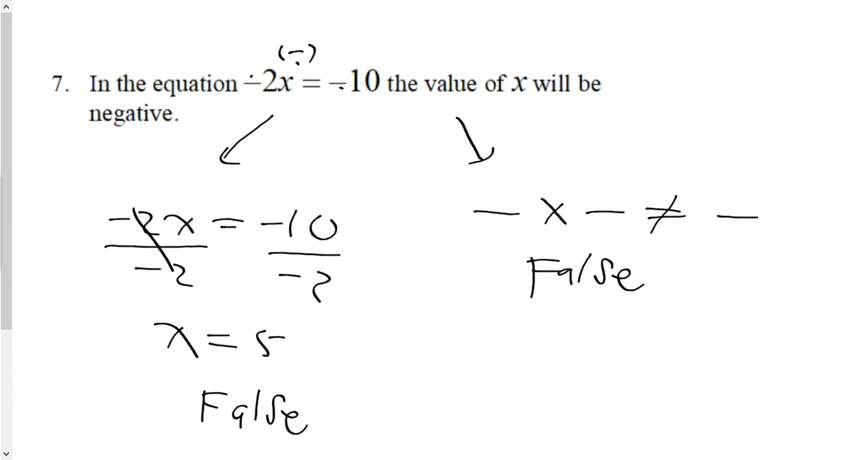 (÷)
7. In the equation -2x = -10 the value of x will be
negative.
-2x = -10
-2 -2
x = 5
False
- x - ≠ -
False